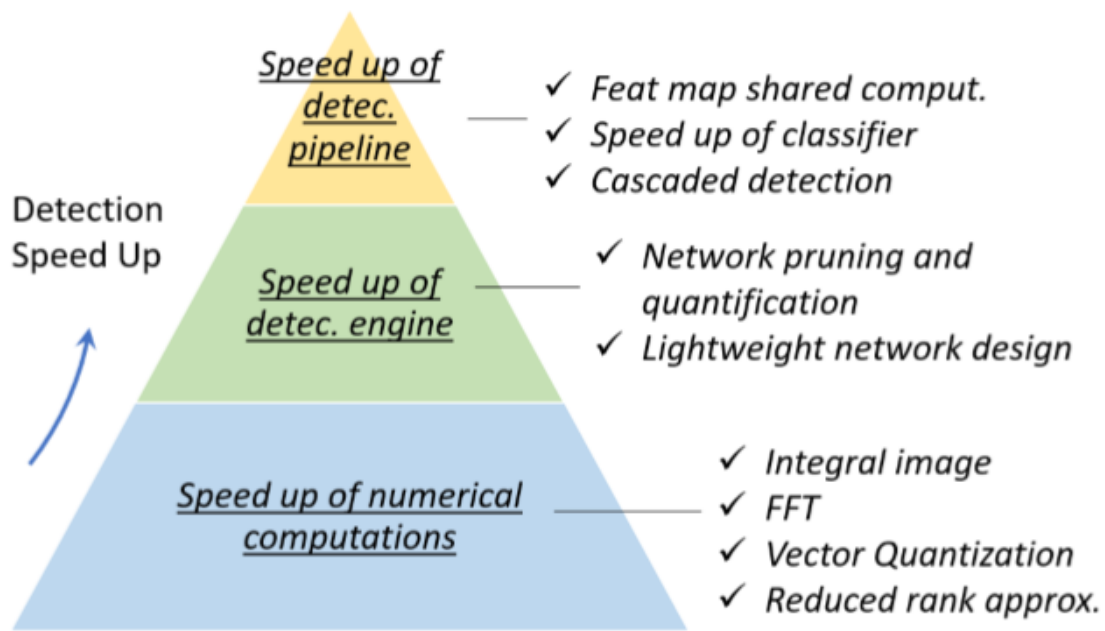 Speed up of
detec.
pipeline
✓ Feat map shared comput.
✓ Speed up of classifier
✓ Cascaded detection
Detection
Speed Up
Speed up of
detec. engine
✓ Network pruning and
quantification
✓ Lightweight network design
Speed up of numerical
computations
✓ Integral image
✓ FFT
✓ Vector Quantization
✓ Reduced rank approx.